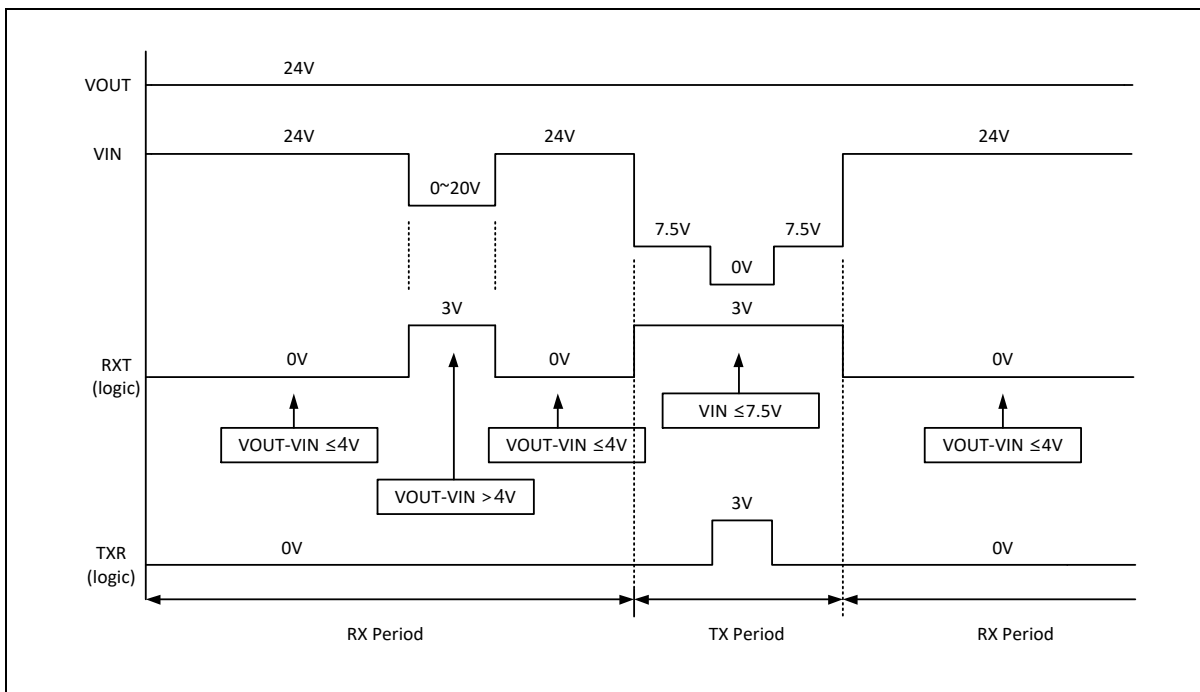 24V
VOUT
24V
24V
24V
VIN
0~20V
7.5V
7.5V
0V
3V
3V
0V
0V
0V
RXT
(logic)
VIN ≤7.5V
VOUT-VIN ≤4V
VOUT-VIN ≤4V
VOUT-VIN ≤4V
VOUT-VIN >4V
3V
0V
0V
TXR
(logic)
RX Period
TX Period
RX Period